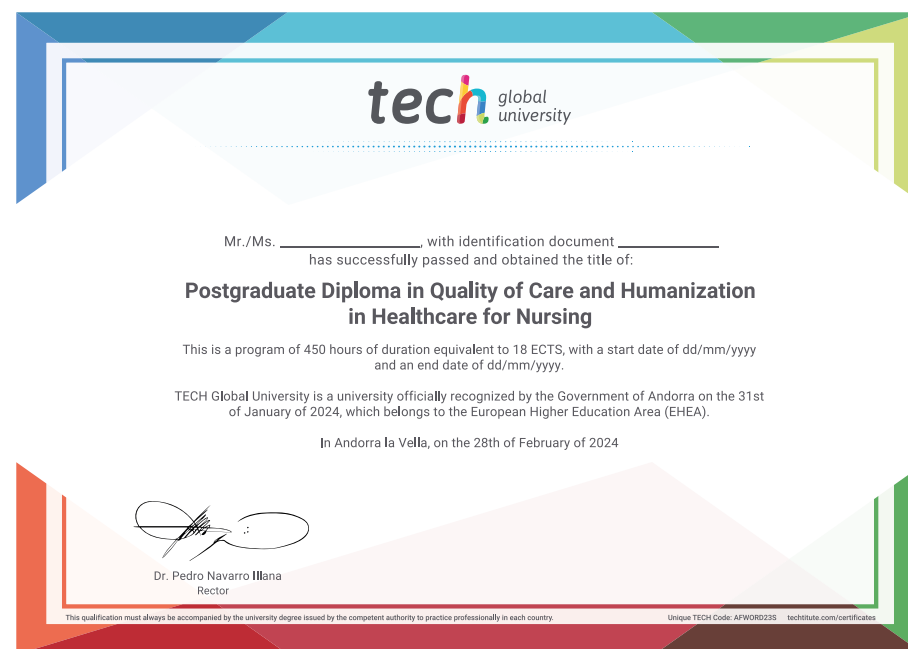 tech global university
Mr./Ms. ____________________, with identification document ______________
has successfully passed and obtained the title of:
Postgraduate Diploma in Quality of Care and Humanization
in Healthcare for Nursing
This is a program of 450 hours of duration equivalent to 18 ECTS, with a start date of dd/mm/yyyy
and an end date of dd/mm/yyyy.
TECH Global University is a university officially recognized by the Government of Andorra on the 31st
of January of 2024, which belongs to the European Higher Education Area (EHEA).
In Andorra la Vella, on the 28th of February of 2024
Dr. Pedro Navarro Illana
Rector
This qualification must always be accompanied by the university degree issued by the competent authority to practice professionally in each country.
Unique TECH Code: AFWORD23S techtitute.com/certificates